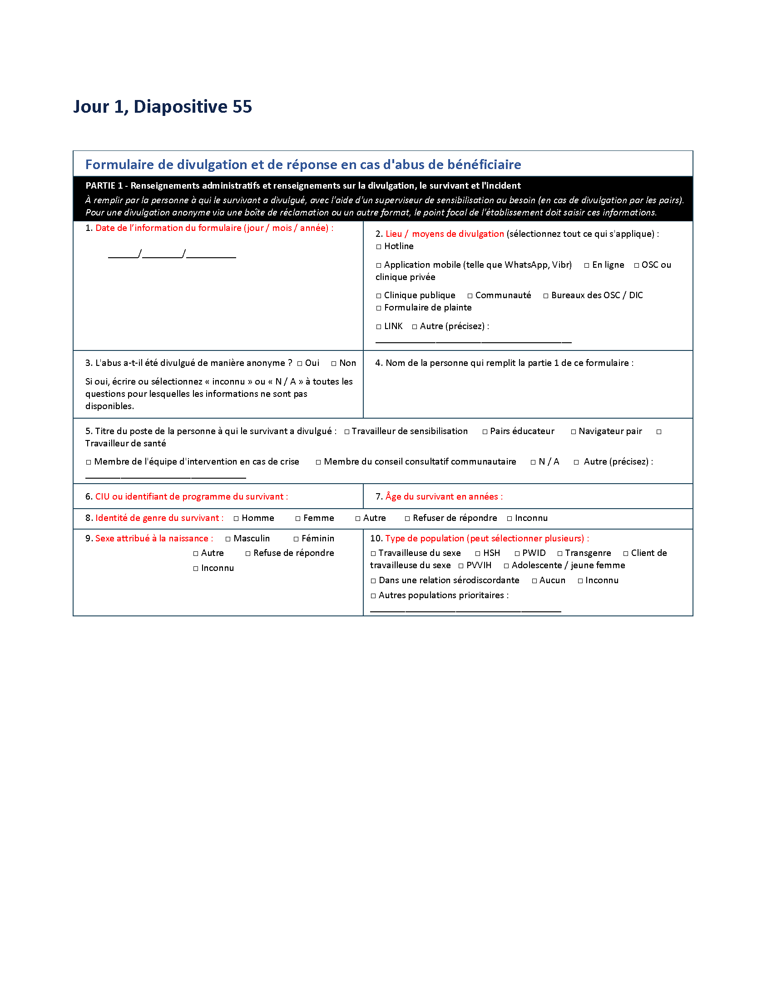 Jour 1, Diapositive 55
Formulaire de divulgation et de réponse en cas d'abus de bénéficiaire
PARTIE 1 - Renseignements administratifs et renseignements sur la divulgation, le survivant et l'incident
À remplir par la personne à qui le survivant a divulgué, avec l'aide d'un superviseur de sensibilisation au besoin (en cas de divulgation par les pairs).
Pour une divulgation anonyme via une boîte de réclamation ou un autre format, le point focal de l'établissement doit saisir ces informations.
1. Date de l’information du formulaire (jour / mois / année) :
______/________/__________
2. Lieu / moyens de divulgation (sélectionnez tout ce qui s'applique) :
□ Hotline
□ Application mobile (telle que WhatsApp, Vibr) □ En ligne □ OSC ou
clinique privée
□ Clinique publique □ Communauté □ Bureaux des OSC / DIC
□ Formulaire de plainte
□ LINK □ Autre (précisez) :
_______________________________________
3. L'abus a-t-il été divulgué de manière anonyme ? □ Oui □ Non
Si oui, écrire ou sélectionnez « inconnu » ou « N / A » à toutes les
questions pour lesquelles les informations ne sont pas
disponibles.
4. Nom de la personne qui remplit la partie 1 de ce formulaire :
5. Titre du poste de la personne à qui le survivant a divulgué : □ Travailleur de sensibilisation □ Pairs éducateur □ Navigateur pair □
Travailleur de santé
□ Membre de l'équipe d'intervention en cas de crise □ Membre du conseil consultatif communautaire □ N / A □ Autre (précisez) :
________________________________
6. CIU ou identifiant de programme du survivant :
7. Âge du survivant en années :
8. Identité de genre du survivant : □ Homme □ Femme □ Autre □ Refuser de répondre □ Inconnu
9. Sexe attribué à la naissance : □ Masculin □ Féminin
□ Autre □ Refuse de répondre
□ Inconnu
10. Type de population (peut sélectionner plusieurs) :
□ Travailleuse du sexe □ HSH □ PWID □ Transgenre □ Client de
travailleuse du sexe □ PVVIH □ Adolescente / jeune femme
□ Dans une relation sérodiscordante □ Aucun □ Inconnu
□ Autres populations prioritaires :
______________________________________